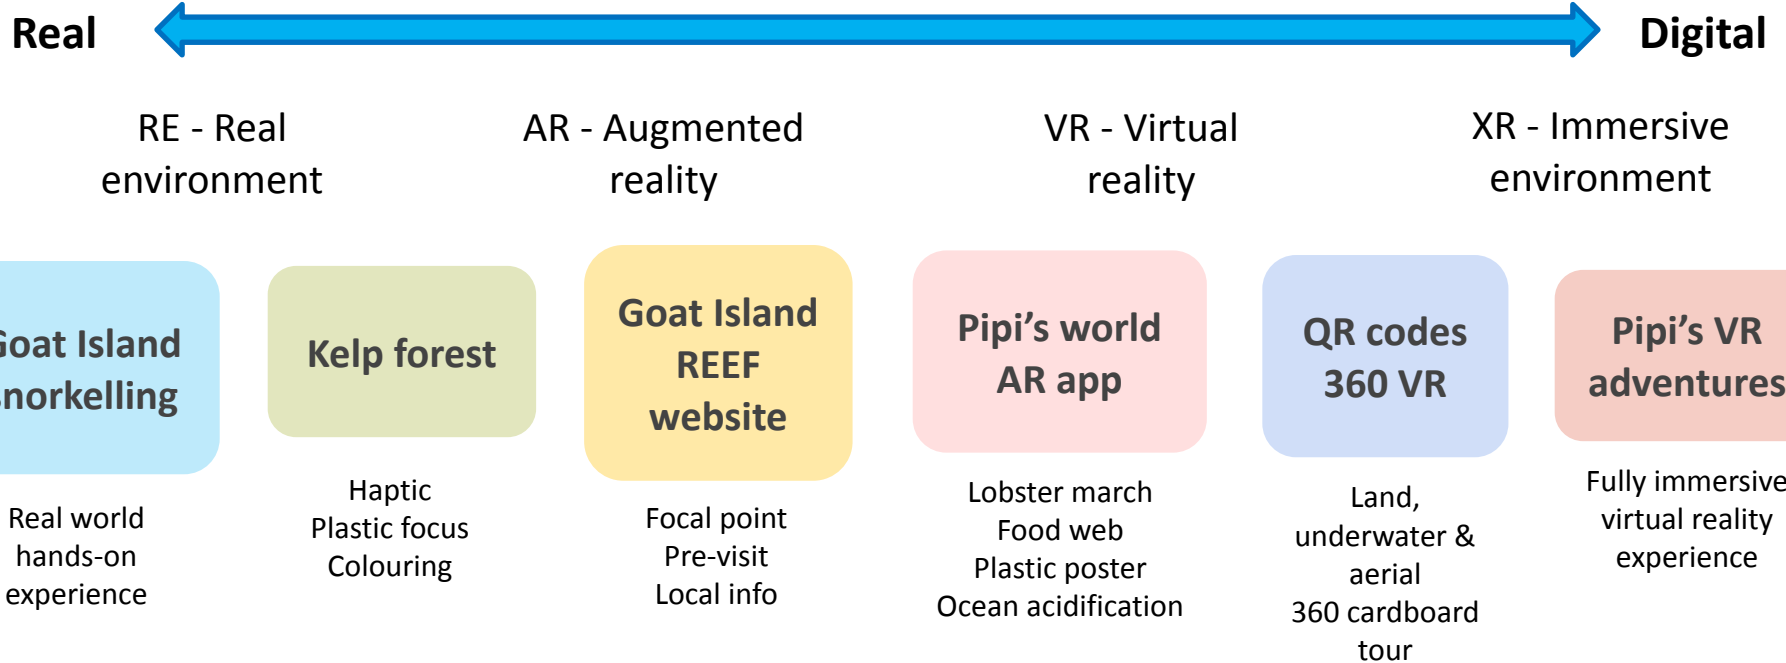 Real
Digital
RE - Real
environment
AR - Augmented
reality
VR - Virtual
reality
XR - Immersive
environment
Goat Island
snorkelling
Kelp forest
Goat Island
REEF
website
Pipi’s world
AR app
QR codes
360 VR
Pipi’s VR
adventures
Real world
hands-on
experience
Haptic
Plastic focus
Colouring
Focal point
Pre-visit
Local info
Lobster march
Food web
Plastic poster
Ocean acidification
Land,
underwater &
aerial
360 cardboard
tour
Fully immersive
virtual reality
experience